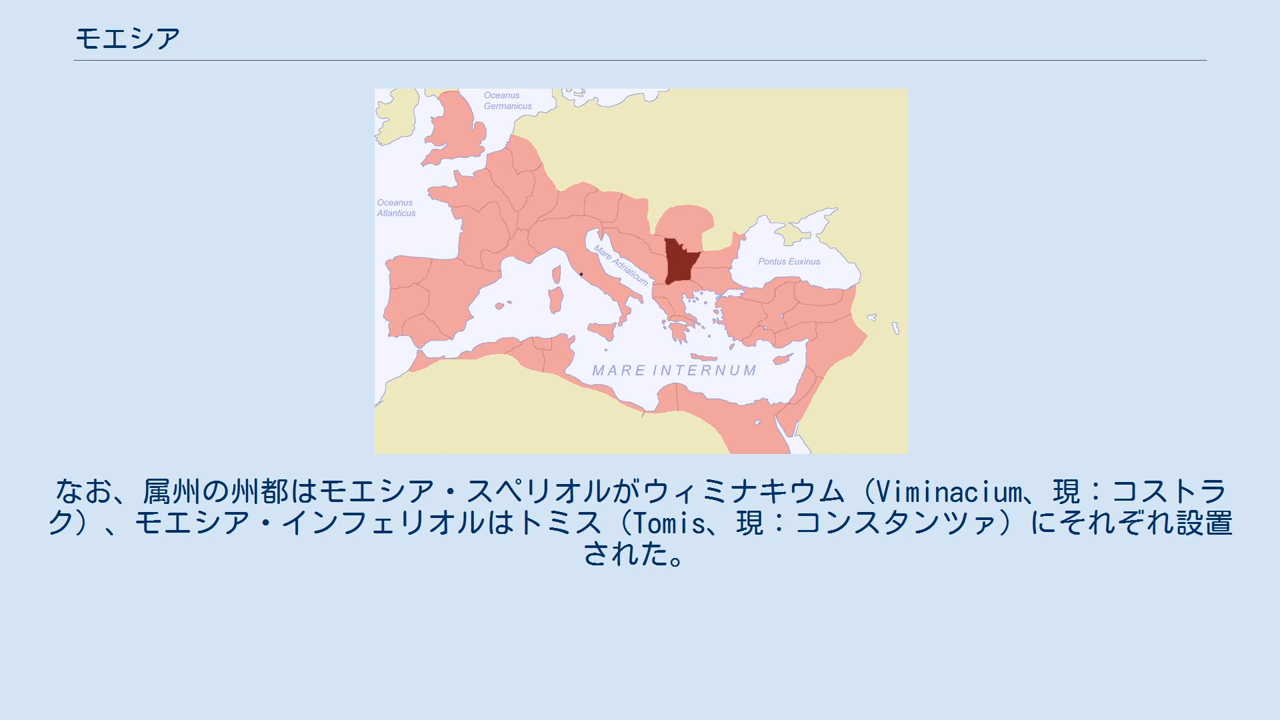 モエシア
Oceanus
Germanicus
Oceanus
Atlanticus
Mare Adriaticum
Pontus Euxinus
MARE INTERNUM
なお、属州の州都はモエシア・スペリオルがウィミナキウム（Viminacium、現：コストラ
ク）、モエシア・インフェリオルはトミス（Tomis、現：コンスタンツァ）にそれぞれ設置
された。